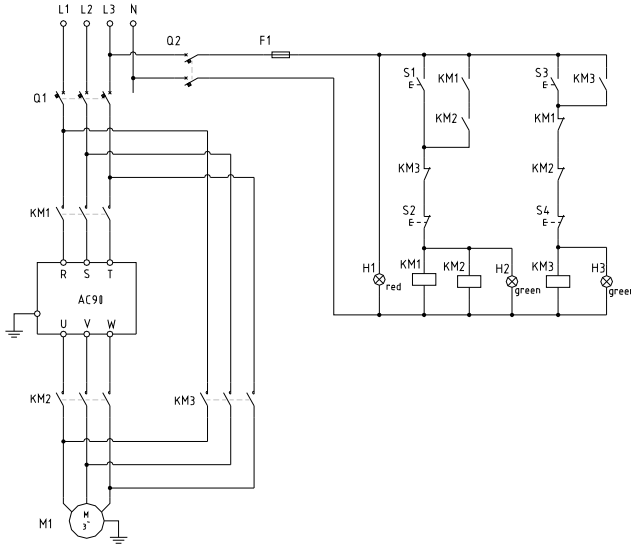 L1 L2 L3 N
Q2 F1
Q1
S1 KM1 S3 KM3
KM2 KM1
KM3 KM2
S2 S4
KM1
R S T
AC90
U V W
H1 KM1 KM2 H2 KM3 H3
red green green
KM2 KM3
M1
M
3~